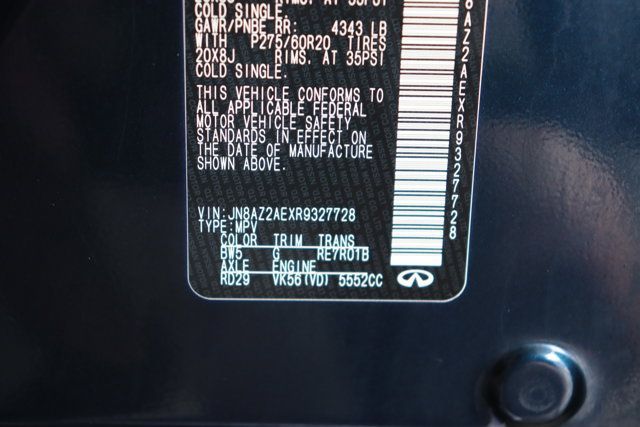 COLD SINGLE.
GAWR/PNBE RR: 4343 LB
WITH P275/60R20 TIRES
20X8J RIMS, AT 35PSI
COLD SINGLE.
THIS VEHICLE CONFORMS TO
ALL APPLICABLE FEDERAL
MOTOR VEHICLE SAFETY
STANDARDS IN EFFECT ON
THE DATE OF MANUFACTURE
SHOWN ABOVE.
VIN:JN8AZ2AEXR9327728
TYPE:MPV
COLOR TRIM TRANS
BW5 G RE7R01B
AXLE ENGINE
RD29 VK56(VD) 5552CC
8AZ2AEXR9327728